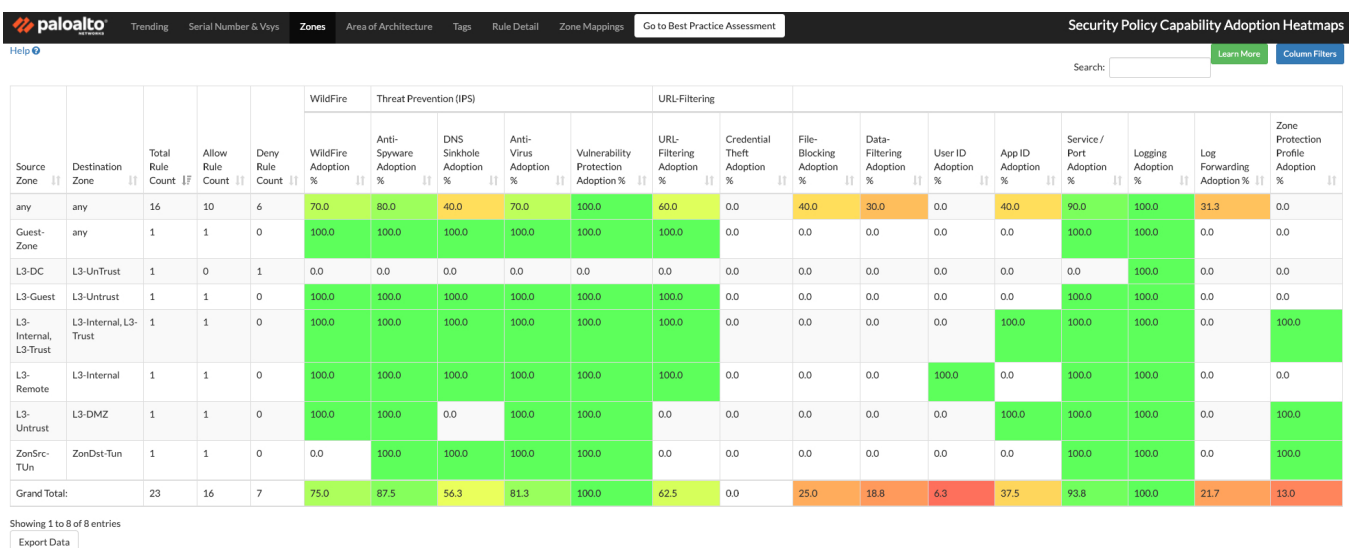 paloalto NETWORKS Trending Serial Number & Vsys Zones Area of Architecture Tags Rule Detail Zone Mappings Go to Best Practice Assessment Security Policy Capability Adoption Heatmaps
Help
Learn More Column Filters
Search:
WildFire Threat Prevention (IPS) URL-Filtering
Source Zone Destination Zone Total Rule Count Allow Rule Count Deny Rule Count WildFire Adoption % Anti-Spyware Adoption % DNS Sinkhole Adoption % Anti-Virus Adoption % Vulnerability Protection Adoption % URL-Filtering Adoption % Credential Theft Adoption % File-Blocking Adoption % Data-Filtering Adoption % User ID Adoption % App ID Adoption % Service / Port Adoption % Logging Adoption % Log Forwarding Adoption % Zone Protection Profile Adoption %
any any 16 10 6 70.0 80.0 40.0 70.0 100.0 60.0 0.0 40.0 30.0 0.0 40.0 90.0 100.0 31.3 0.0
Guest-Zone any 1 1 0 100.0 100.0 100.0 100.0 100.0 100.0 0.0 0.0 0.0 0.0 0.0 100.0 100.0 0.0 0.0
L3-DC L3-UnTrust 1 0 1 0.0 0.0 0.0 0.0 0.0 0.0 0.0 0.0 0.0 0.0 0.0 0.0 100.0 0.0 0.0
L3-Guest L3-Untrust 1 1 0 100.0 100.0 100.0 100.0 100.0 100.0 0.0 0.0 0.0 0.0 0.0 100.0 100.0 0.0 0.0
L3-Internal, L3-Trust L3-Internal, L3-Trust 1 1 0 100.0 100.0 100.0 100.0 100.0 100.0 0.0 0.0 0.0 0.0 100.0 100.0 100.0 0.0 100.0
L3-Remote L3-Internal 1 1 0 100.0 100.0 100.0 100.0 100.0 100.0 0.0 0.0 0.0 100.0 0.0 100.0 100.0 0.0 0.0
L3-Untrust L3-DMZ 1 1 0 100.0 100.0 0.0 100.0 100.0 0.0 0.0 0.0 0.0 0.0 100.0 100.0 100.0 0.0 100.0
ZonSrc-TUn ZonDst-Tun 1 1 0 0.0 100.0 100.0 100.0 100.0 0.0 0.0 0.0 0.0 0.0 0.0 100.0 100.0 0.0 100.0
Grand Total: 23 16 7 75.0 87.5 56.3 81.3 100.0 62.5 0.0 25.0 18.8 6.3 37.5 93.8 100.0 21.7 13.0
Showing 1 to 8 of 8 entries
Export Data